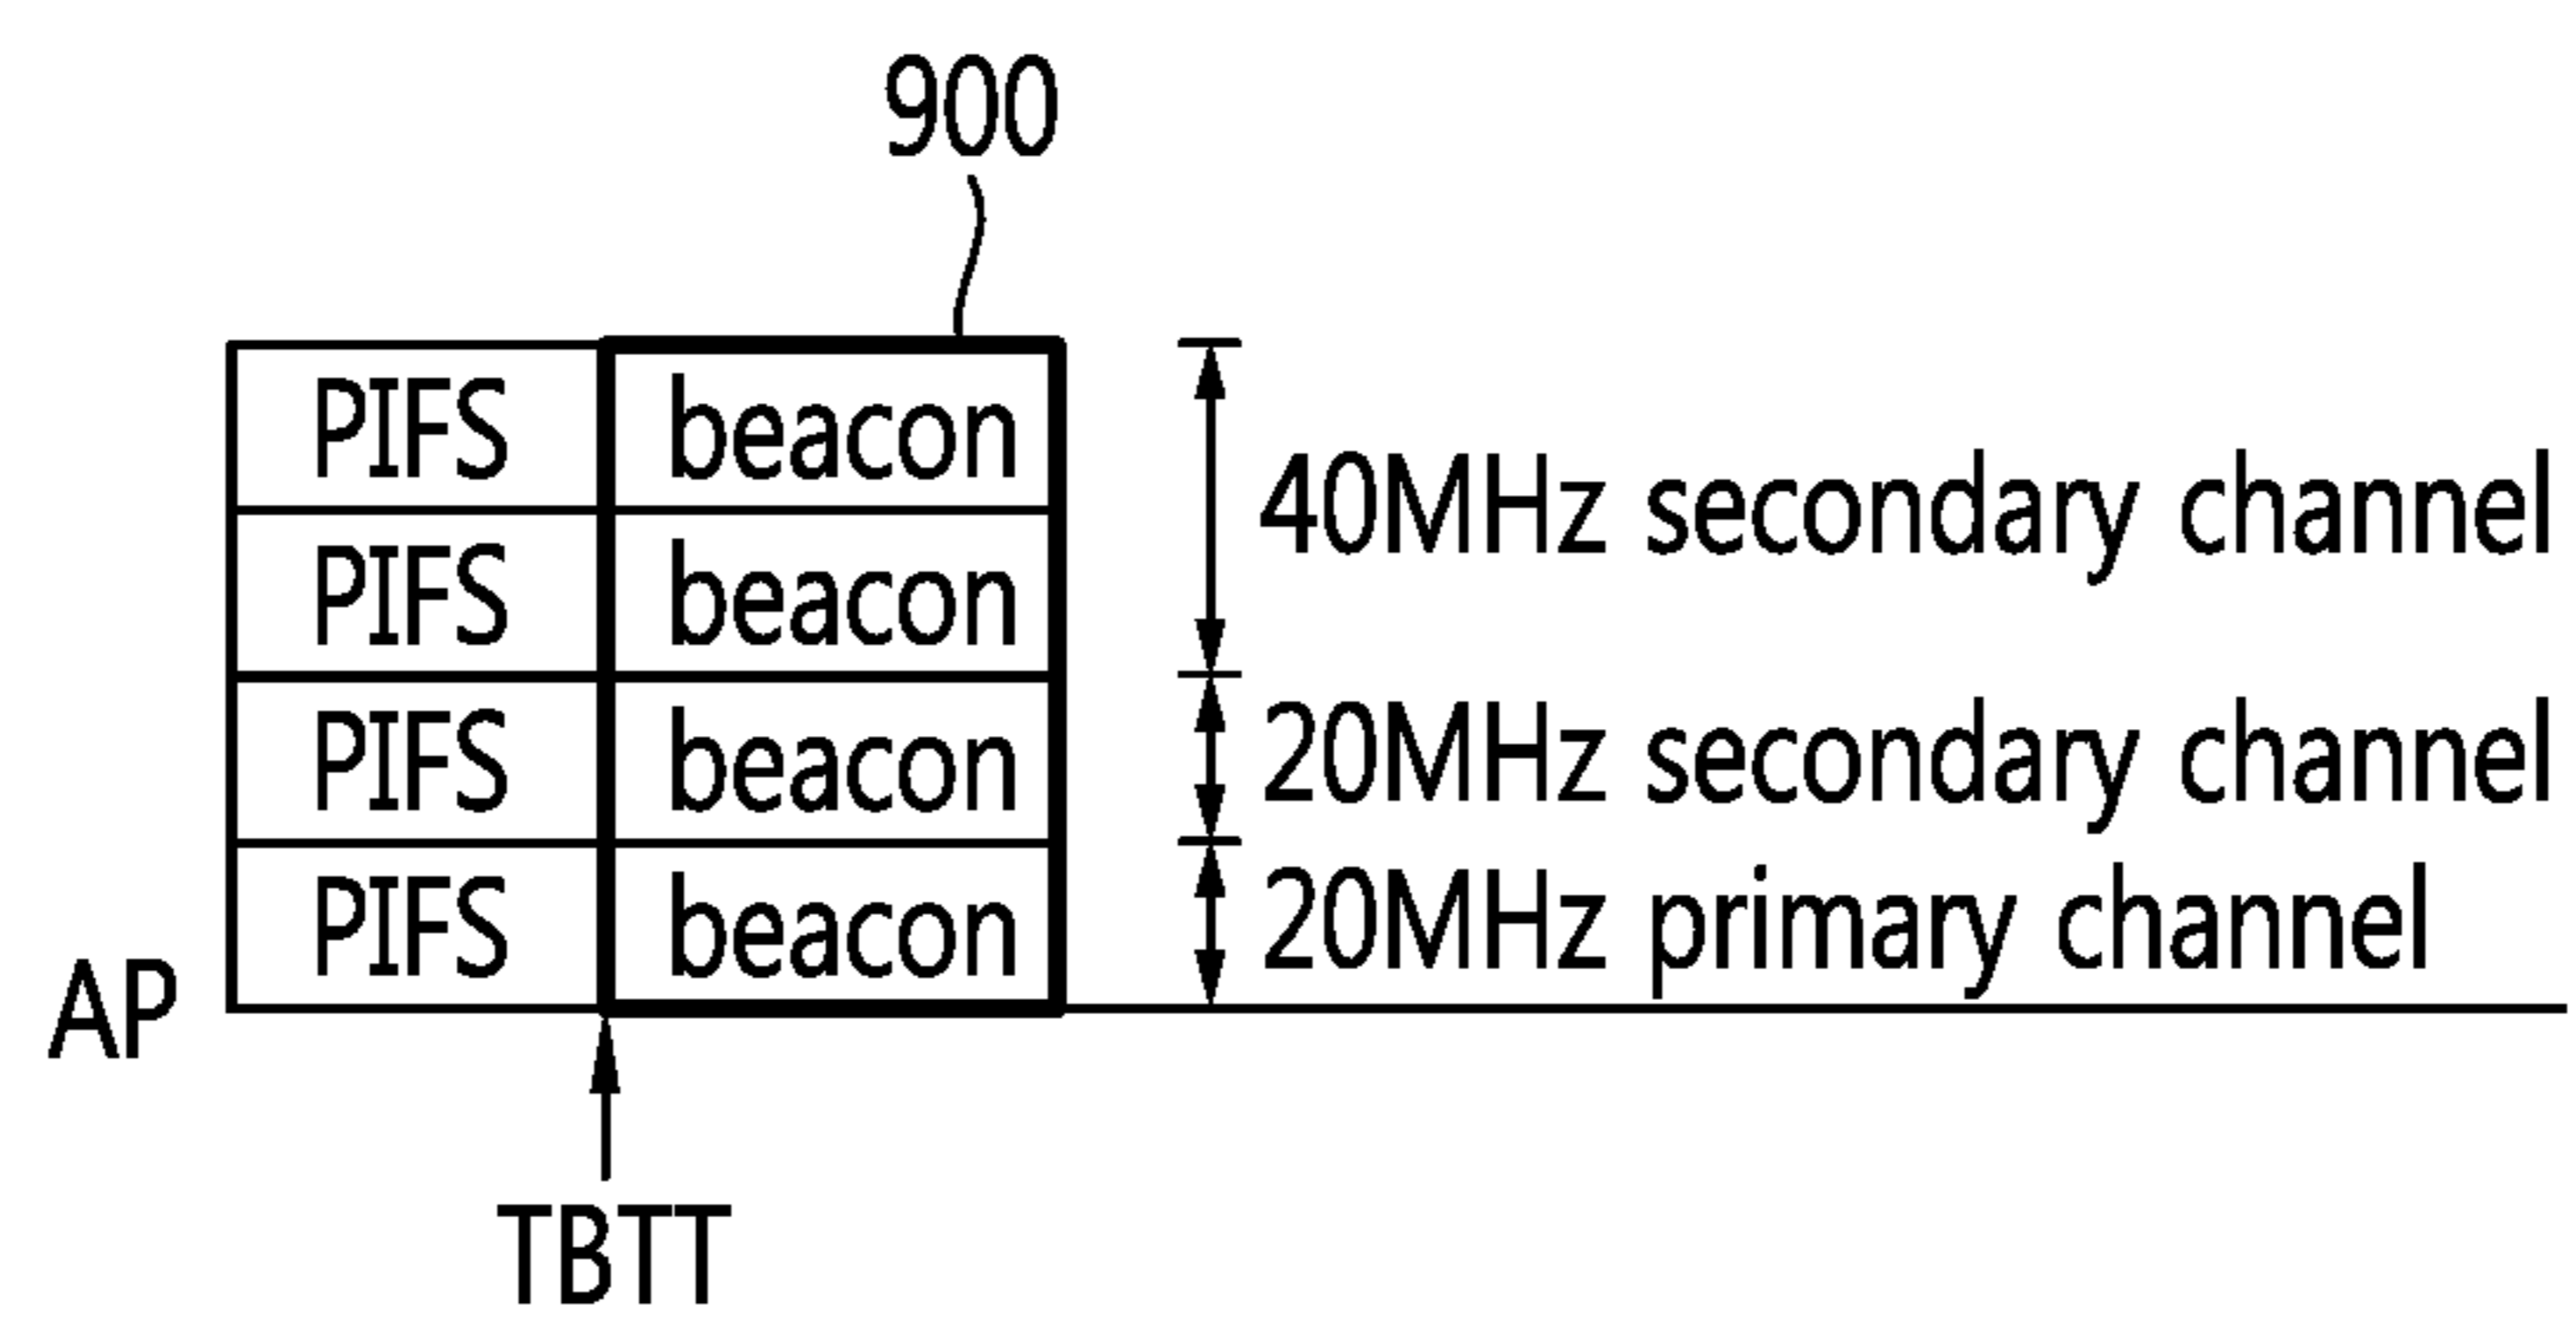 900
PIFS beacon
PIFS beacon
40MHz secondary channel
PIFS beacon
20MHz secondary channel
PIFS beacon
20MHz primary channel
AP
TBTT